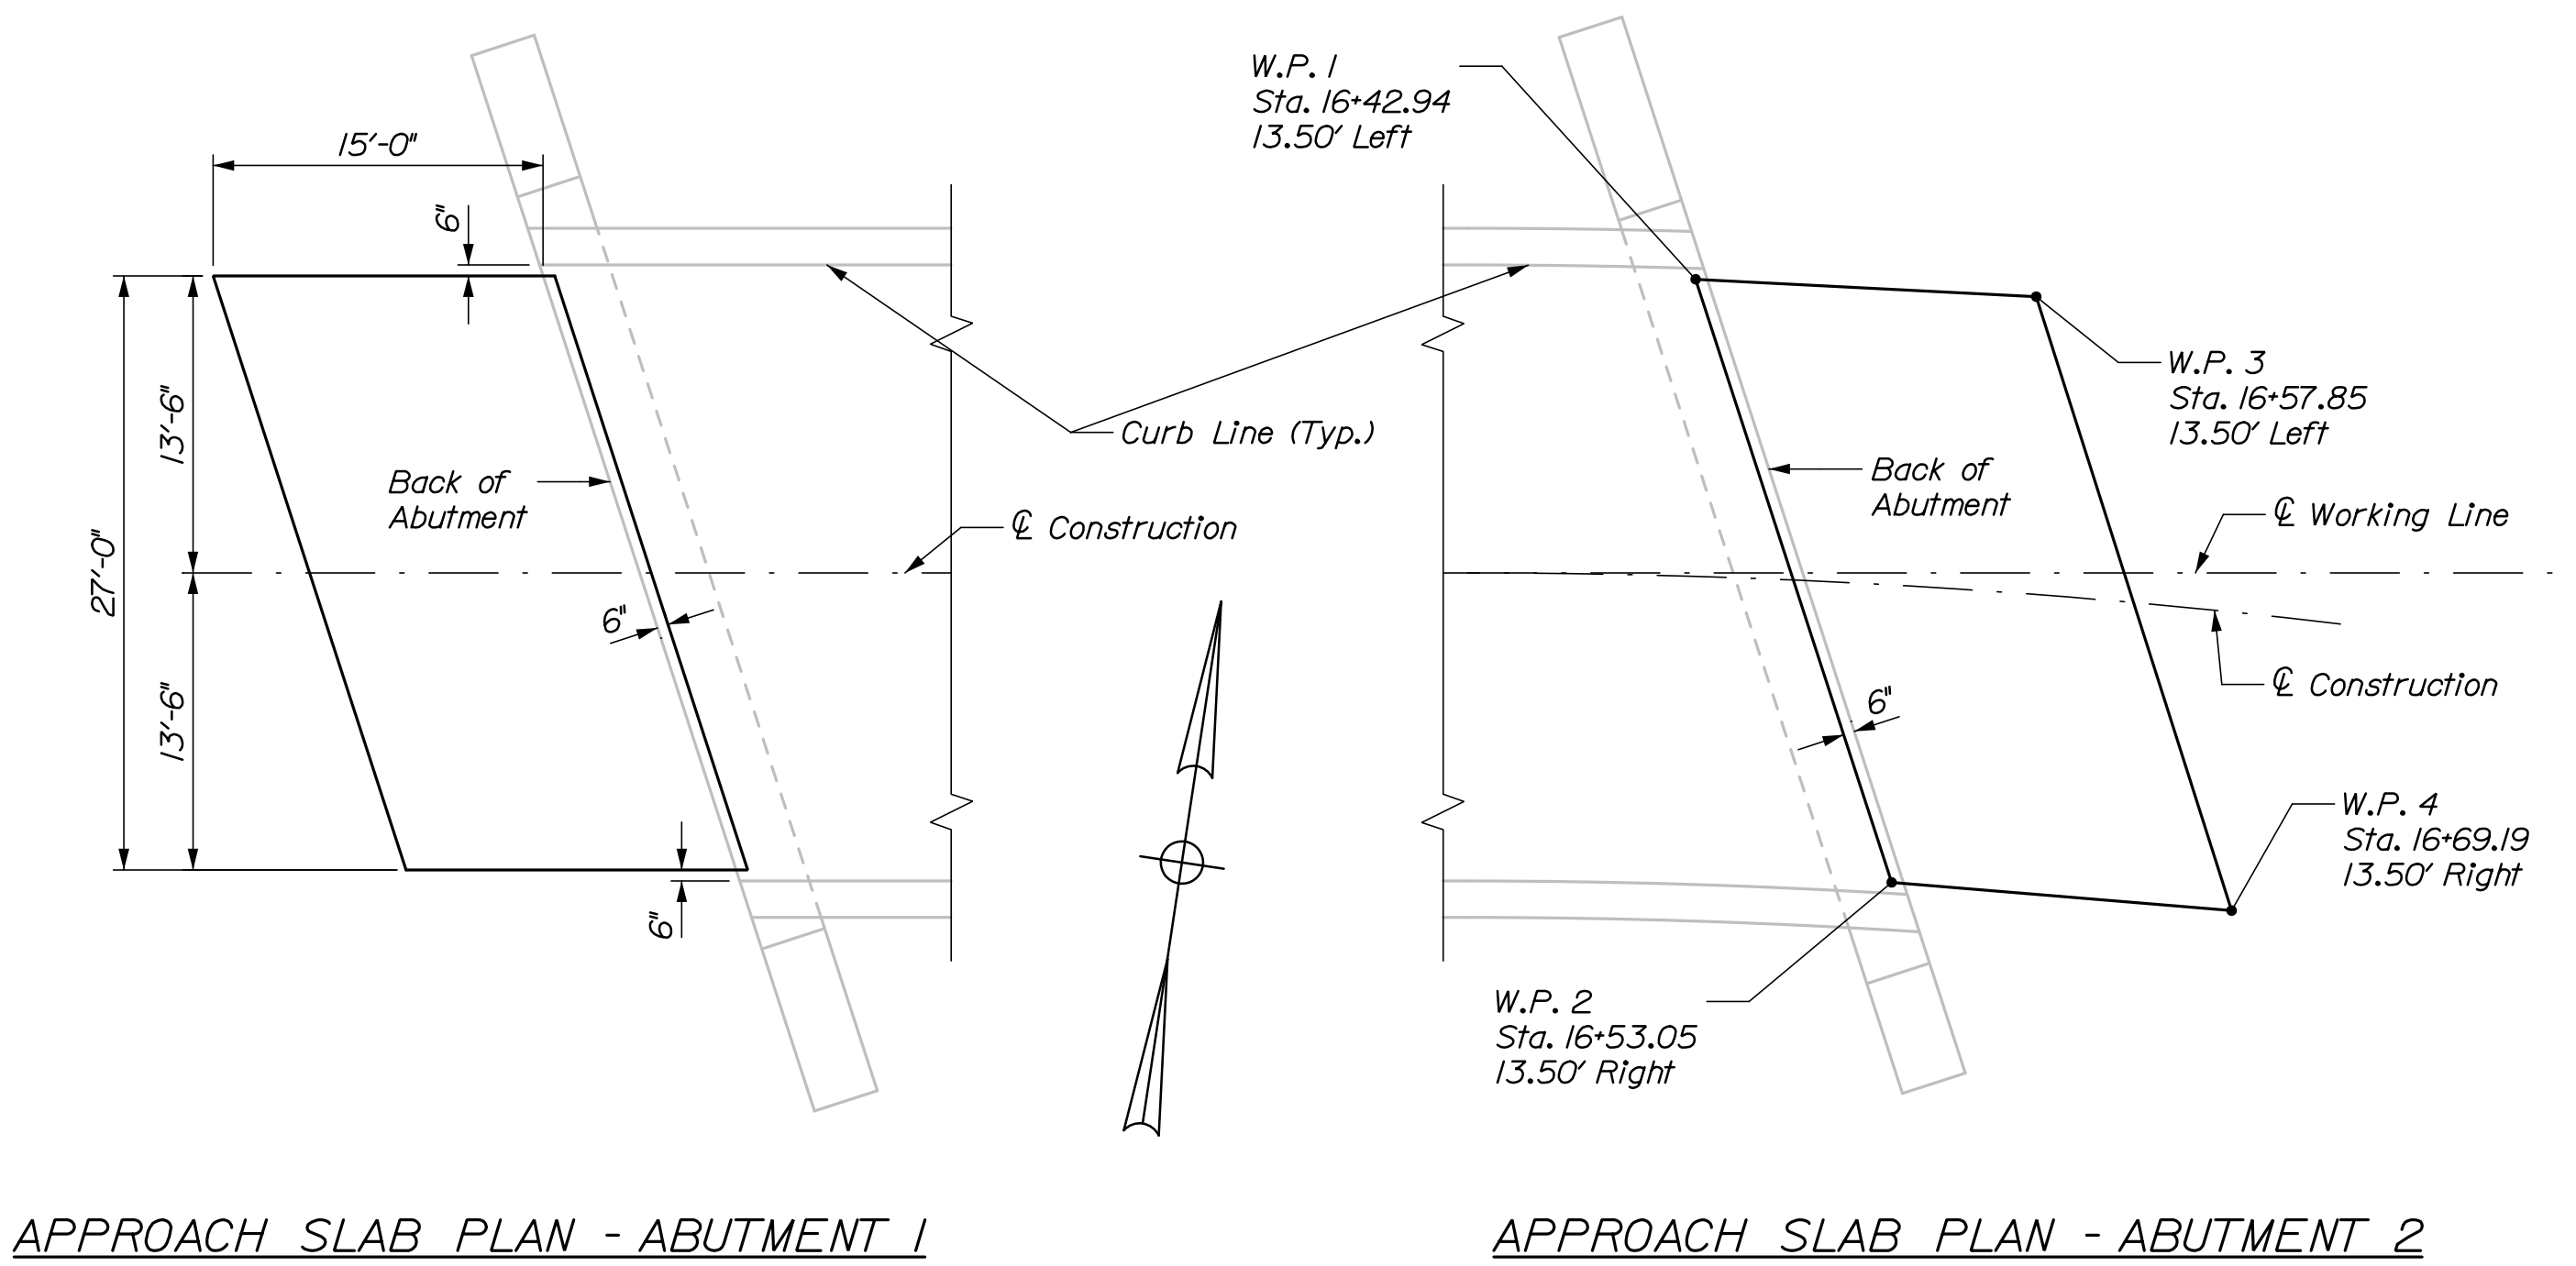 W.P. 1
Sta. 16+42.94
13.50' Left
15'-0"
6"
13'-6"
27'-0"
13'-6"
Back of
Abutment
6"
6"
Curb Line (Typ.)
℄ Construction
W.P. 3
Sta. 16+57.85
13.50' Left
Back of
Abutment
℄ Working Line
℄ Construction
6"
W.P. 4
Sta. 16+69.19
13.50' Right
W.P. 2
Sta. 16+53.05
13.50' Right
APPROACH SLAB PLAN - ABUTMENT 1
APPROACH SLAB PLAN - ABUTMENT 2